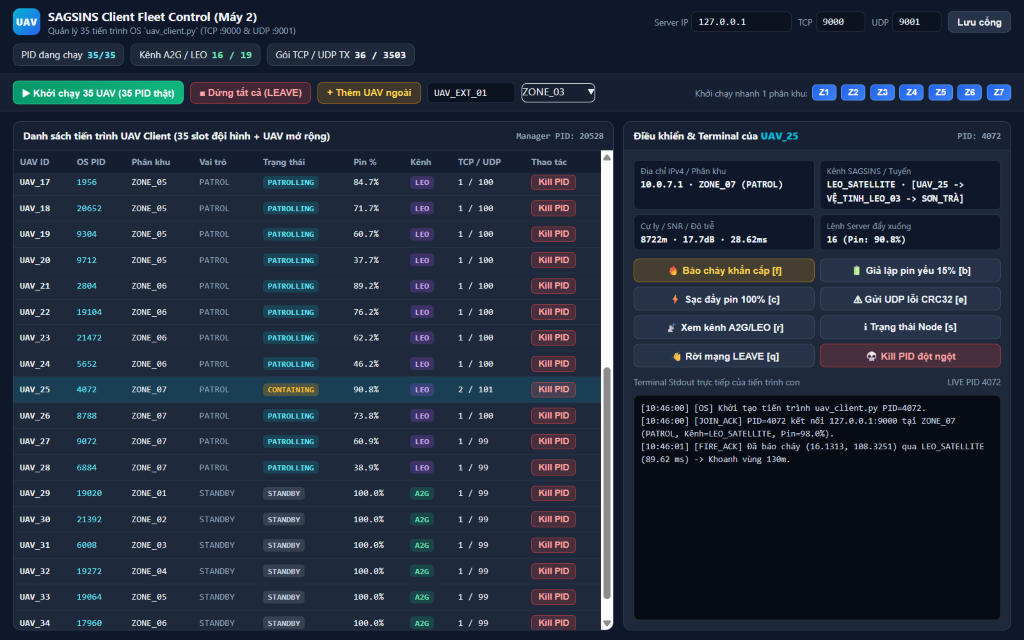 UAV
SAGSINS Client Fleet Control (Máy 2)
Quản lý 35 tiến trình OS `uav_client.py` (TCP :9000 & UDP :9001)
Server IP 127.0.0.1 TCP 9000 UDP 9001 Lưu cổng
PID đang chạy 35/35 Kênh A2G / LEO 16 / 19 Gói TCP / UDP TX 36 / 3503
▶ Khởi chạy 35 UAV (35 PID thật) ■ Dừng tất cả (LEAVE) + Thêm UAV ngoài UAV_EXT_01 ZONE_03 ▼ Khởi chạy nhanh 1 phân khu: Z1 Z2 Z3 Z4 Z5 Z6 Z7
Danh sách tiến trình UAV Client (35 slot đội hình + UAV mở rộng) Manager PID: 20528
UAV ID OS PID Phân khu Vai trò Trạng thái Pin % Kênh TCP / UDP Thao tác
UAV_17 1956 ZONE_05 PATROL PATROLLING 84.7% LEO 1 / 100 Kill PID
UAV_18 20652 ZONE_05 PATROL PATROLLING 71.7% LEO 1 / 100 Kill PID
UAV_19 9304 ZONE_05 PATROL PATROLLING 60.7% LEO 1 / 100 Kill PID
UAV_20 9712 ZONE_05 PATROL PATROLLING 37.7% LEO 1 / 100 Kill PID
UAV_21 2804 ZONE_06 PATROL PATROLLING 89.2% LEO 1 / 100 Kill PID
UAV_22 19104 ZONE_06 PATROL PATROLLING 76.2% LEO 1 / 100 Kill PID
UAV_23 21472 ZONE_06 PATROL PATROLLING 62.2% LEO 1 / 100 Kill PID
UAV_24 5652 ZONE_06 PATROL PATROLLING 46.2% LEO 1 / 100 Kill PID
UAV_25 4072 ZONE_07 PATROL CONTAINING 90.8% LEO 2 / 101 Kill PID
UAV_26 8788 ZONE_07 PATROL PATROLLING 73.8% LEO 1 / 100 Kill PID
UAV_27 9072 ZONE_07 PATROL PATROLLING 60.9% LEO 1 / 99 Kill PID
UAV_28 6884 ZONE_07 PATROL PATROLLING 38.9% LEO 1 / 99 Kill PID
UAV_29 19020 ZONE_01 STANDBY STANDBY 100.0% A2G 1 / 99 Kill PID
UAV_30 21392 ZONE_02 STANDBY STANDBY 100.0% A2G 1 / 99 Kill PID
UAV_31 6008 ZONE_03 STANDBY STANDBY 100.0% A2G 1 / 99 Kill PID
UAV_32 19272 ZONE_04 STANDBY STANDBY 100.0% A2G 1 / 99 Kill PID
UAV_33 19064 ZONE_05 STANDBY STANDBY 100.0% A2G 1 / 99 Kill PID
UAV_34 17960 ZONE_06 STANDBY STANDBY 100.0% A2G 1 / 99 Kill PID
Điều khiển & Terminal của UAV_25 PID: 4072
Địa chỉ IPv4 / Phân khu
10.0.7.1 · ZONE_07 (PATROL)
Kênh SAGSINS / Tuyến
LEO_SATELLITE · [UAV_25 ->
VỆ_TINH_LEO_03 -> SƠN_TRÀ]
Cự ly / SNR / Độ trễ
8722m · 17.7dB · 28.62ms
Lệnh Server đẩy xuống
16 (Pin: 90.8%)
🔥 Báo cháy khẩn cấp [f] 🔋 Giả lập pin yếu 15% [b]
⚡ Sạc đầy pin 100% [c] ⚠ Gửi UDP lỗi CRC32 [e]
📡 Xem kênh A2G/LEO [r] ℹ Trạng thái Node [s]
👋 Rời mạng LEAVE [q] 💀 Kill PID đột ngột
Terminal Stdout trực tiếp của tiến trình con LIVE PID 4072
[10:46:00] [OS] Khởi tạo tiến trình uav_client.py PID=4072.
[10:46:00] [JOIN_ACK] PID=4072 kết nối 127.0.0.1:9000 tại ZONE_07
(PATROL, Kênh=LEO_SATELLITE, Pin=98.0%).
[10:46:01] [FIRE_ACK] Đã báo cháy (16.1313, 108.3251) qua LEO_SATELLITE
(89.62 ms) -> Khoanh vùng 130m.